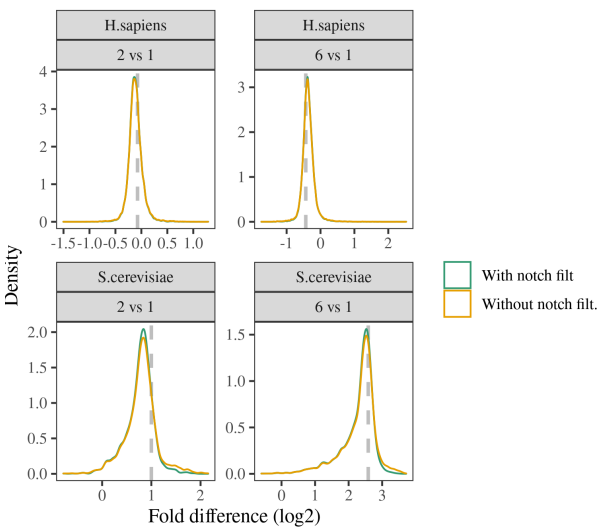 H.sapiens H.sapiens
2 vs 1 6 vs 1
4
3
2
1
0
3
2
1
0
-1.5 -1.0 -0.5 0.0 0.5 1.0
-1 0 1 2
Density
S.cerevisiae S.cerevisiae
2 vs 1 6 vs 1
2.0
1.5
1.0
0.5
0.0
1.5
1.0
0.5
0.0
0 1 2
0 1 2 3
Fold difference (log2)
With notch filt
Without notch filt.